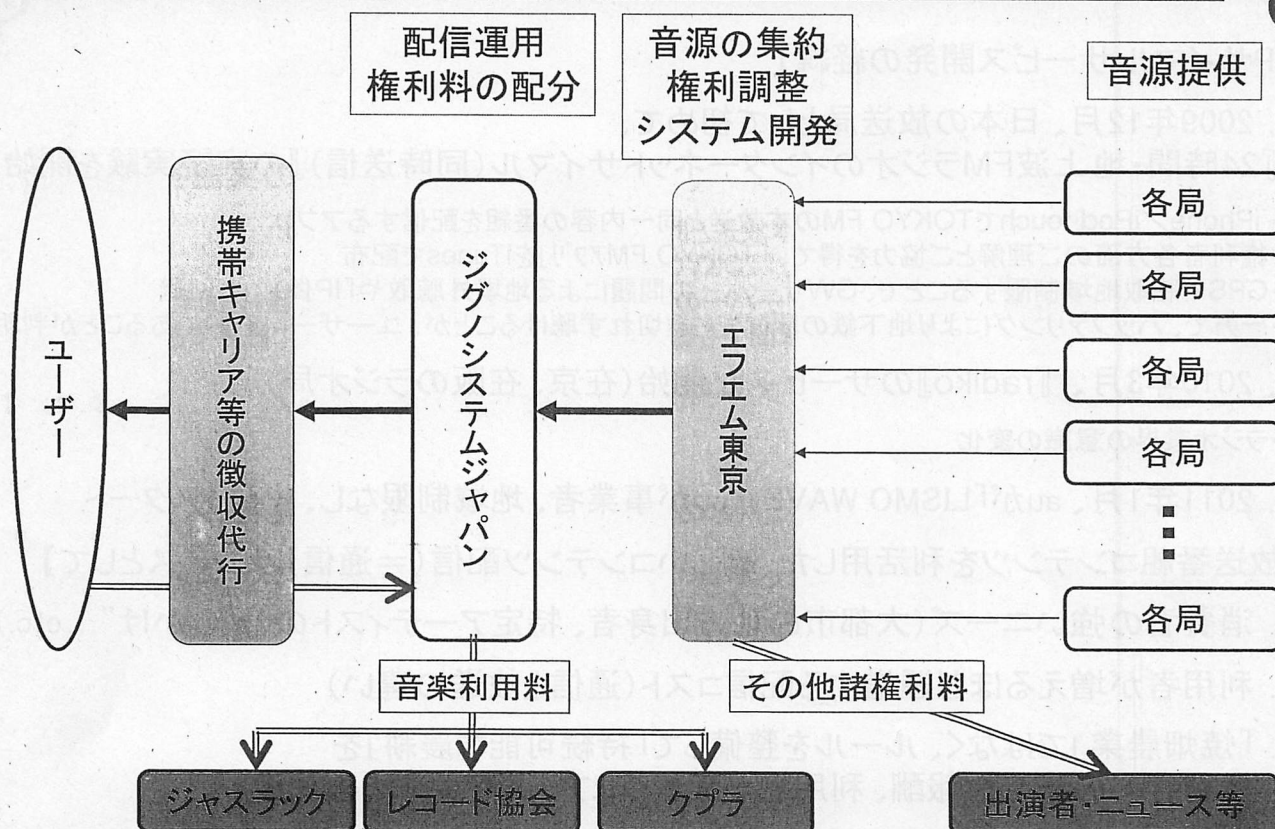 配信運用
権利料の配分
音源の集約
権利調整
システム開発
音源提供
ユーザー
携帯キャリア等の徴収代行
ジグノシステムジャパン
エフエム東京
各局
各局
各局
各局
各局
音楽利用料
その他諸権利料
ジャスラック
レコード協会
クプラ
出演者・ニュース等